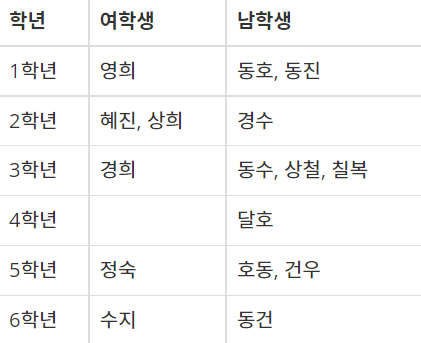 학년 여학생 남학생
1학년 영희 동호, 동진
2학년 혜진, 상희 경수
3학년 경희 동수, 상철, 칠복
4학년 달호
5학년 정숙 호동, 건우
6학년 수지 동건